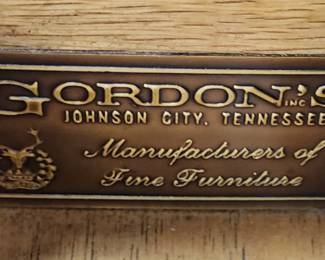 GORDON'S INC
JOHNSON CITY, TENNESSEE
Manufacturers of
Fine Furniture